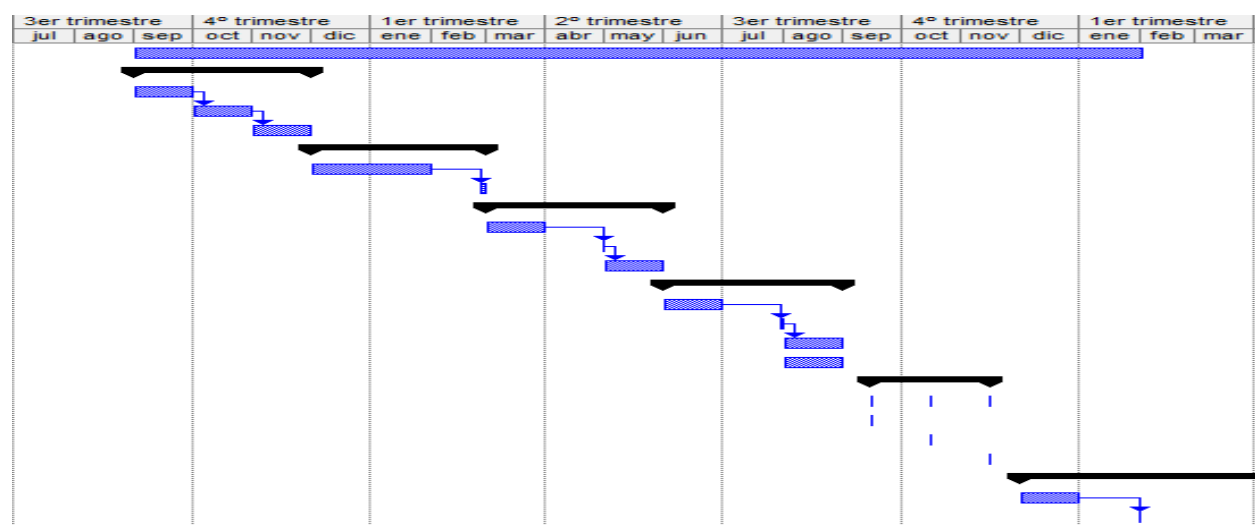 3er trimestre 4º trimestre 1er trimestre 2º trimestre 3er trimestre 4º trimestre 1er trimestre
jul ago sep oct nov dic ene feb mar abr may jun jul ago sep oct nov dic ene feb mar